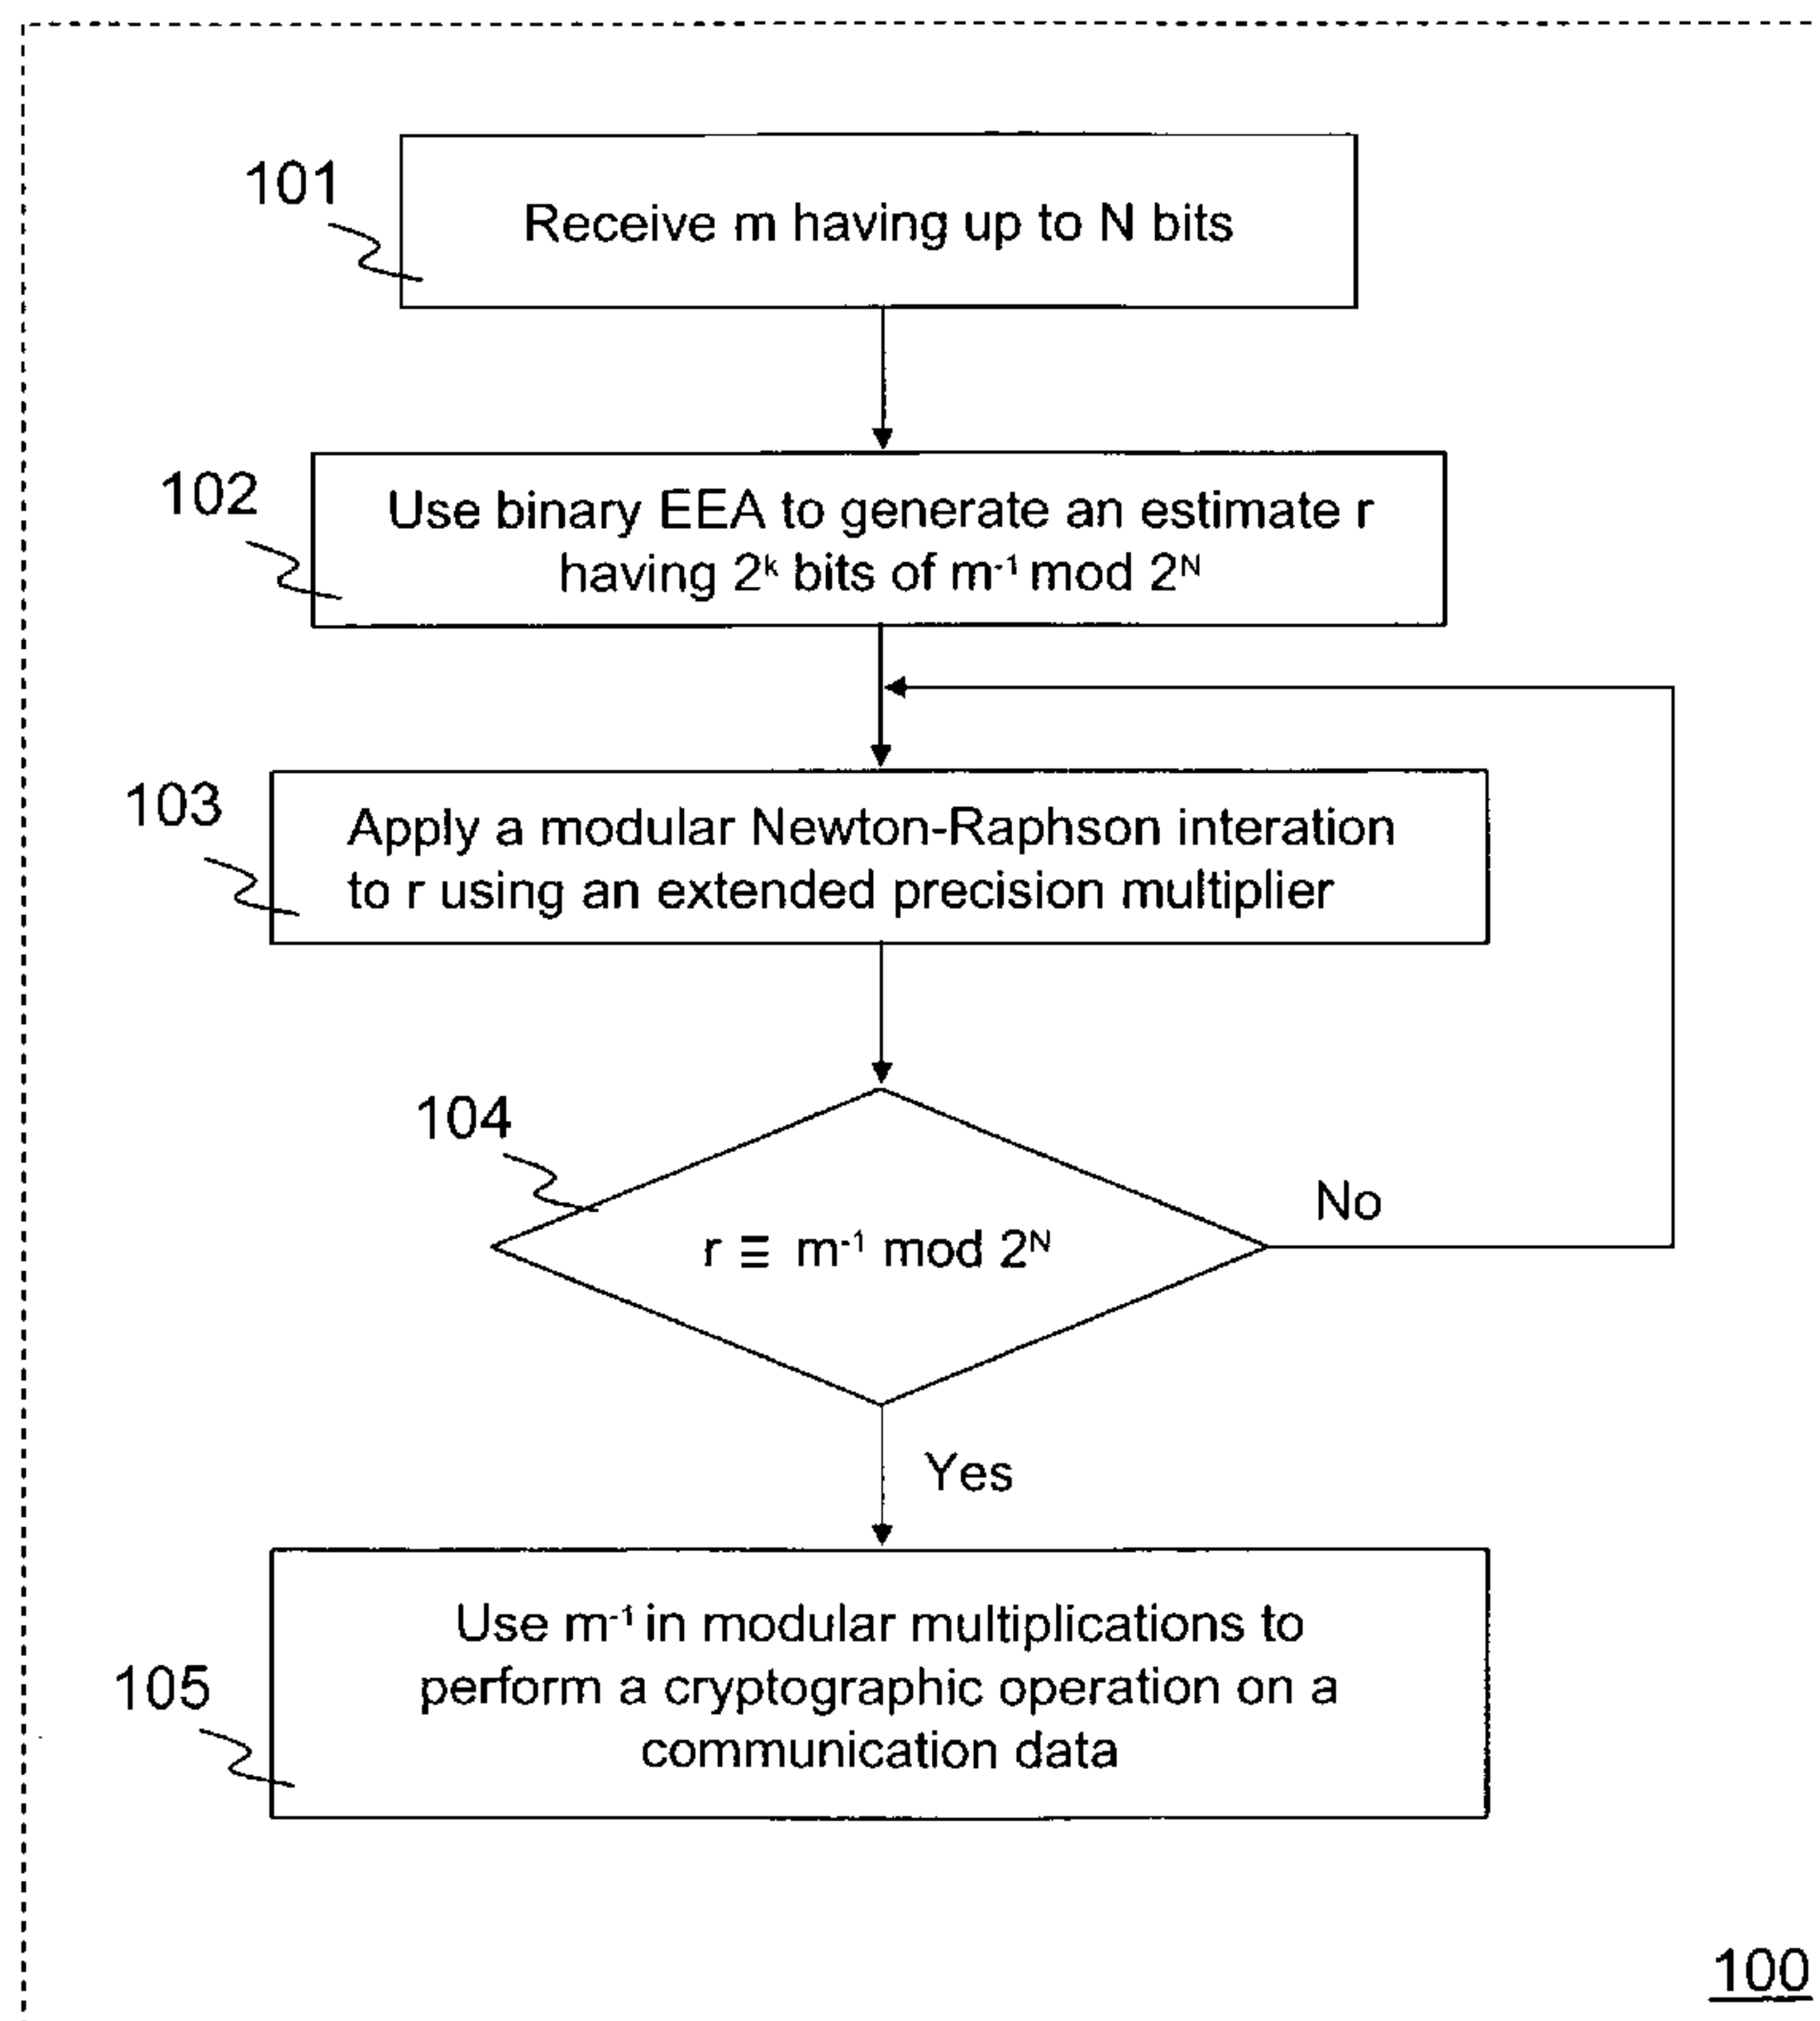 101
Receive m having up to N bits
102
Use binary EEA to generate an estimate r
having 2ᵏ bits of m⁻¹ mod 2ᴺ
103
Apply a modular Newton-Raphson interation
to r using an extended precision multiplier
104
r ≡ m⁻¹ mod 2ᴺ
No
Yes
105
Use m⁻¹ in modular multiplications to
perform a cryptographic operation on a
communication data
100